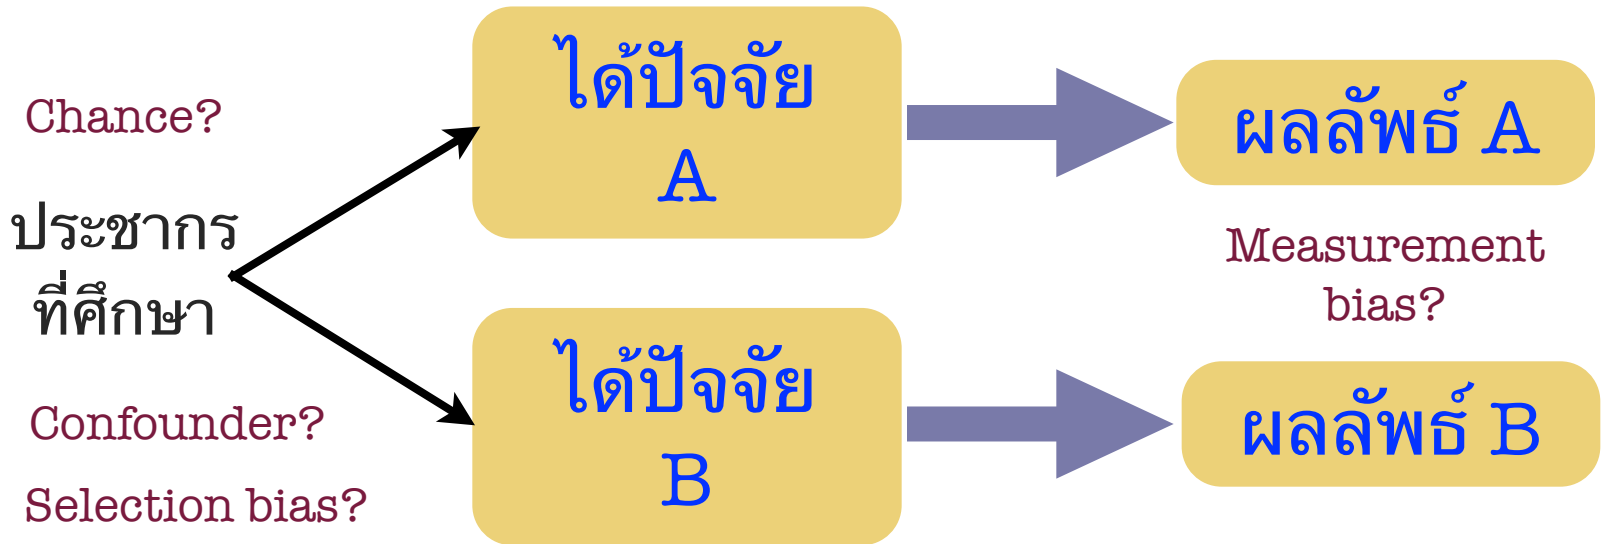 Chance?
ประชากร
ที่ศึกษา
Confounder?
Selection bias?
ได้ปัจจัย
A
ได้ปัจจัย
B
ผลลัพธ์ A
Measurement
bias?
ผลลัพธ์ B